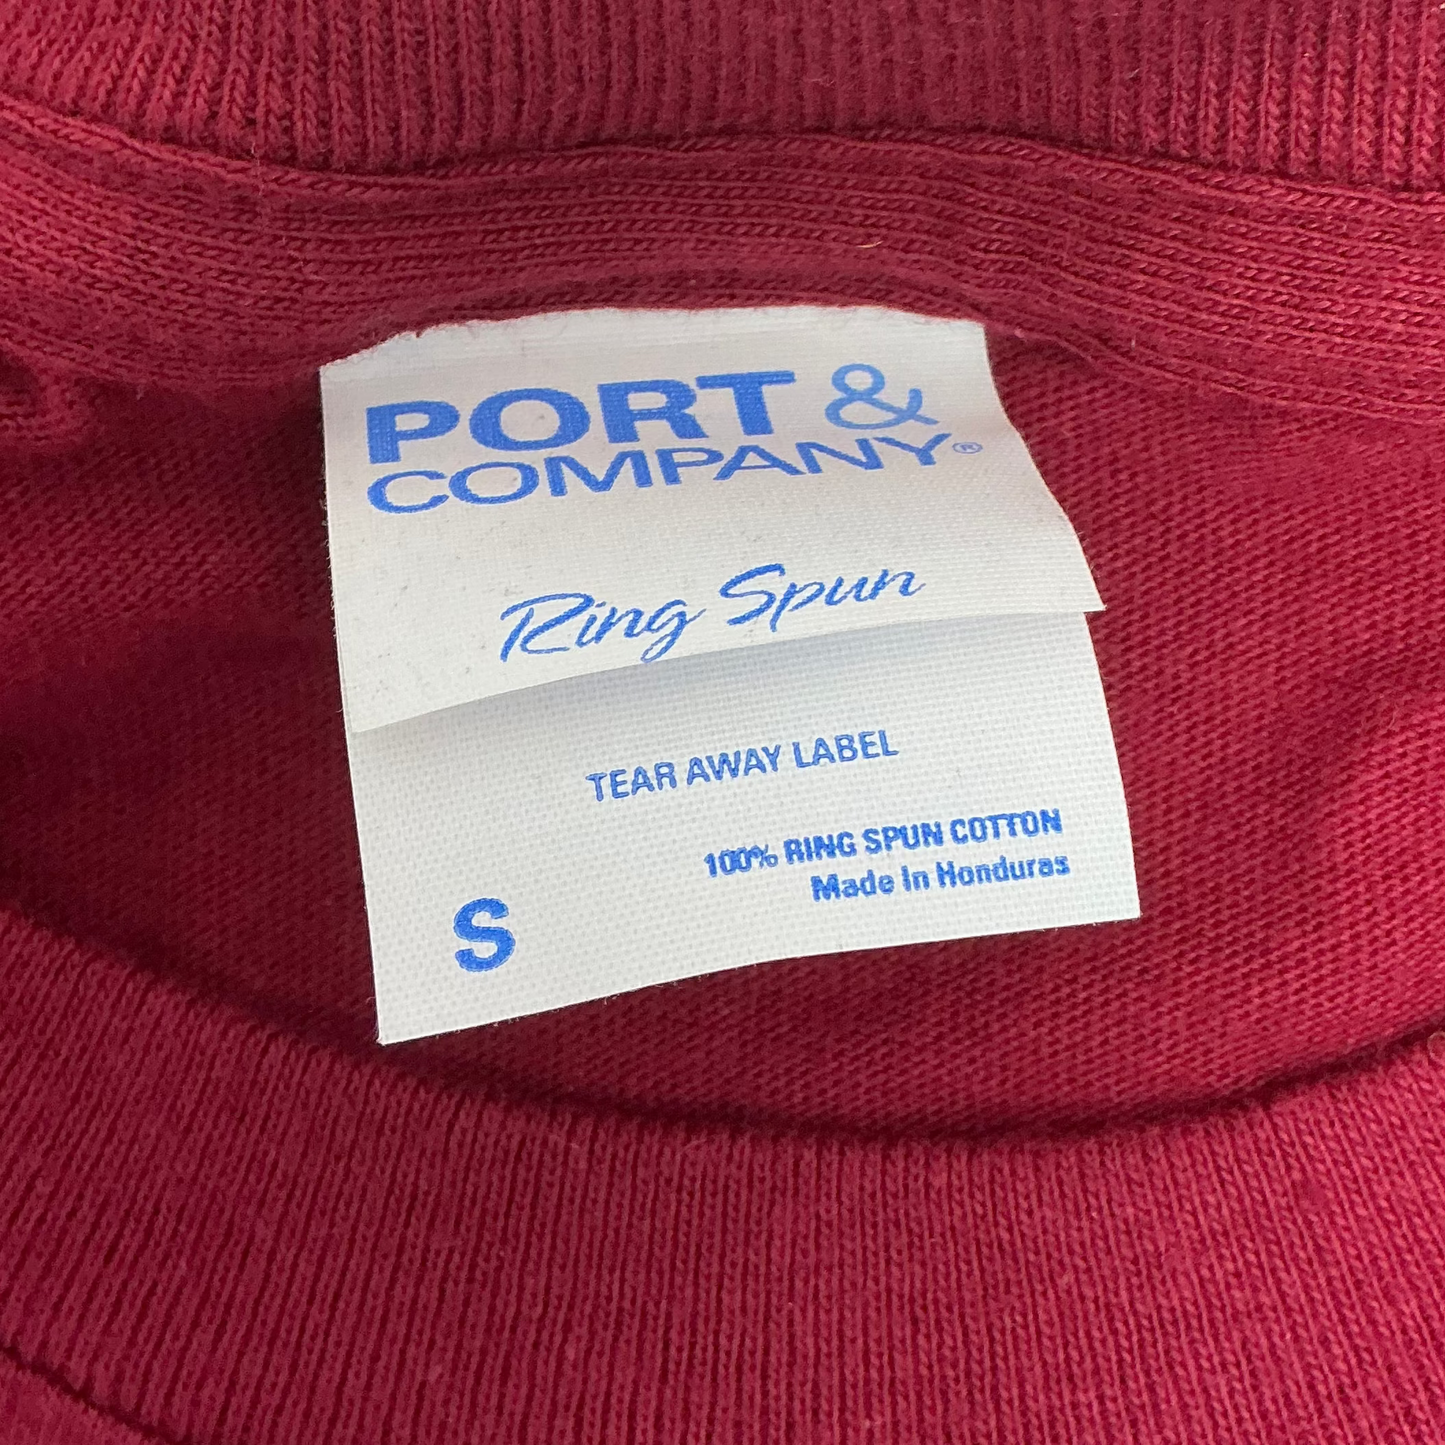 PORT &
COMPANY®
Ring Spun
TEAR AWAY LABEL
100% RING SPUN COTTON
Made In Honduras
S